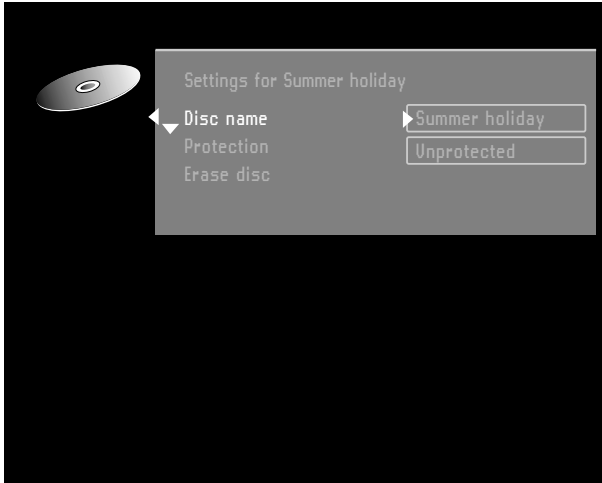 Settings for Summer holiday
Disc name Summer holiday
Protection Unprotected
Erase disc